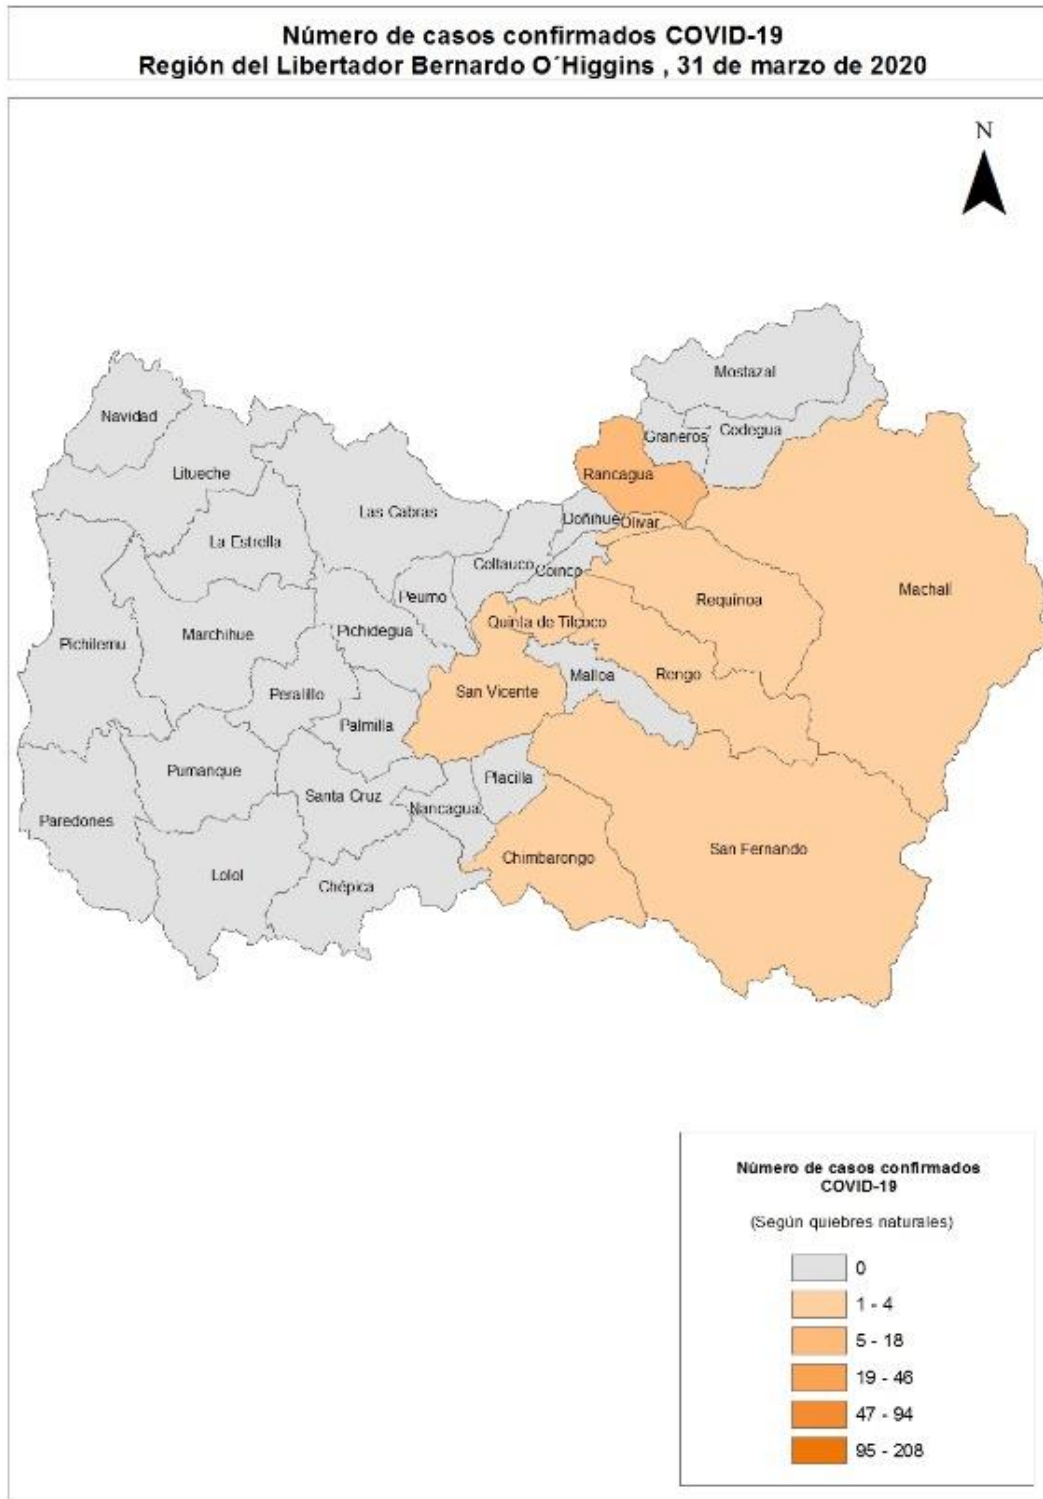 Número de casos confirmados COVID-19
Región del Libertador Bernardo O´Higgins , 31 de marzo de 2020
N
Mostazal
Navidad
Graneros
Codegua
Litueche
Rancagua
Las Cabras
Doñihue
Olivar
La Estrella
Coltauco
Coinco
Machalí
Peumo
Requínoa
Pichidegua
Quinta de Tilcoco
Marchihue
Pichilemu
Malloa
Rengo
Peralillo
San Vicente
Palmilla
Pumanque
Placilla
Santa Cruz
Nancagua
Paredones
San Fernando
Chimbarongo
Lolol
Chépica
Número de casos confirmados
COVID-19
(Según quiebres naturales)
0
1 - 4
5 - 18
19 - 46
47 - 94
95 - 208